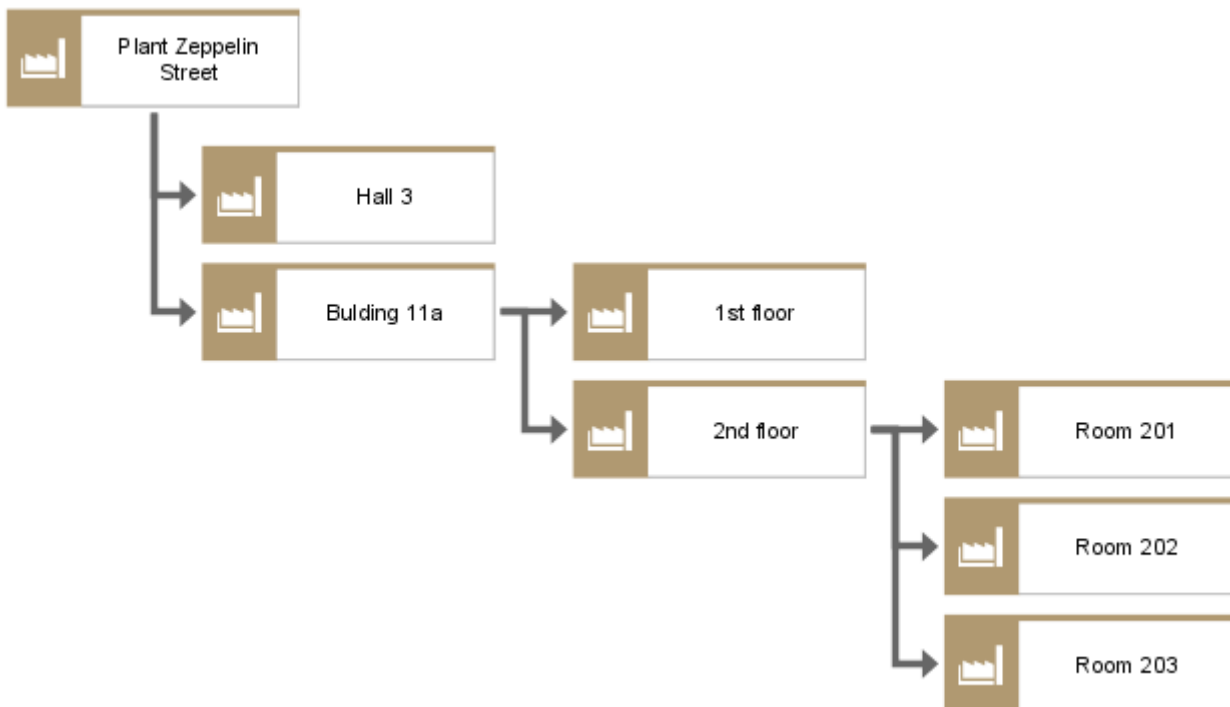 Plant Zeppelin
Street
Hall 3
Bulding 11a
1st floor
2nd floor
Room 201
Room 202
Room 203